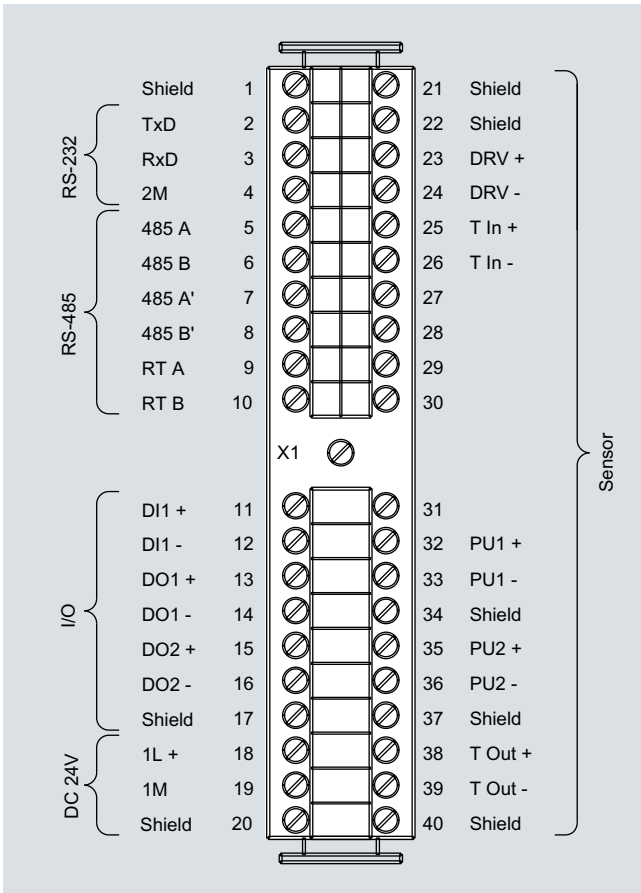 Shield 1 21 Shield
TxD 2 22 Shield
RxD 3 23 DRV +
2M 4 24 DRV -
RS-232
485 A 5 25 T In +
485 B 6 26 T In -
485 A' 7 27
485 B' 8 28
RT A 9 29
RT B 10 30
RS-485
X1
Sensor
DI1 + 11 31
DI1 - 12 32 PU1 +
DO1 + 13 33 PU1 -
DO1 - 14 34 Shield
DO2 + 15 35 PU2 +
DO2 - 16 36 PU2 -
Shield 17 37 Shield
I/O
1L + 18 38 T Out +
1M 19 39 T Out -
Shield 20 40 Shield
DC 24V